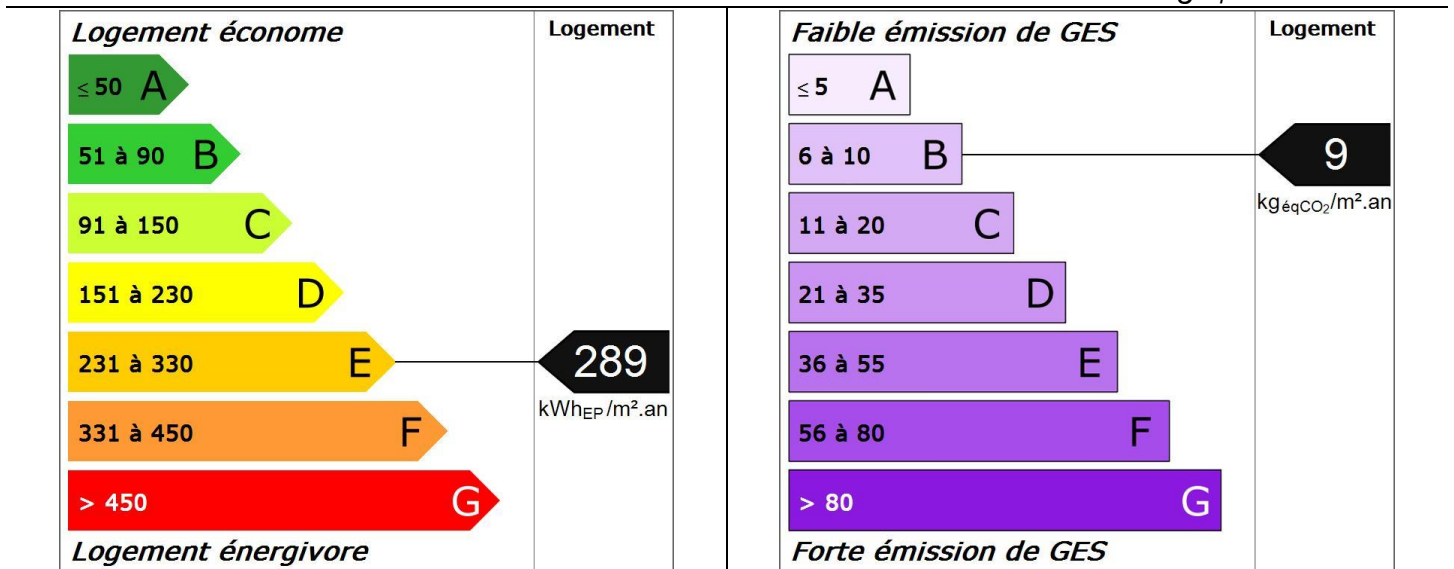 Logement économe
Logement
≤ 50 A
51 à 90 B
91 à 150 C
151 à 230 D
231 à 330 E
289
kWhEP/m².an
331 à 450 F
> 450 G
Logement énergivore
Faible émission de GES
Logement
≤ 5 A
6 à 10 B
9
kgéqCO₂/m².an
11 à 20 C
21 à 35 D
36 à 55 E
56 à 80 F
> 80 G
Forte émission de GES